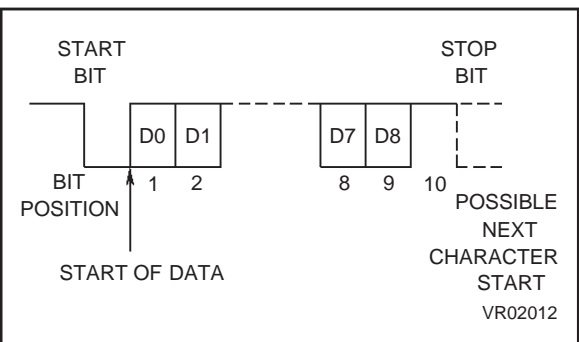 START BIT
STOP BIT
D0 D1 D7 D8
BIT POSITION
1 2 8 9 10
POSSIBLE NEXT CHARACTER START
START OF DATA
VR02012